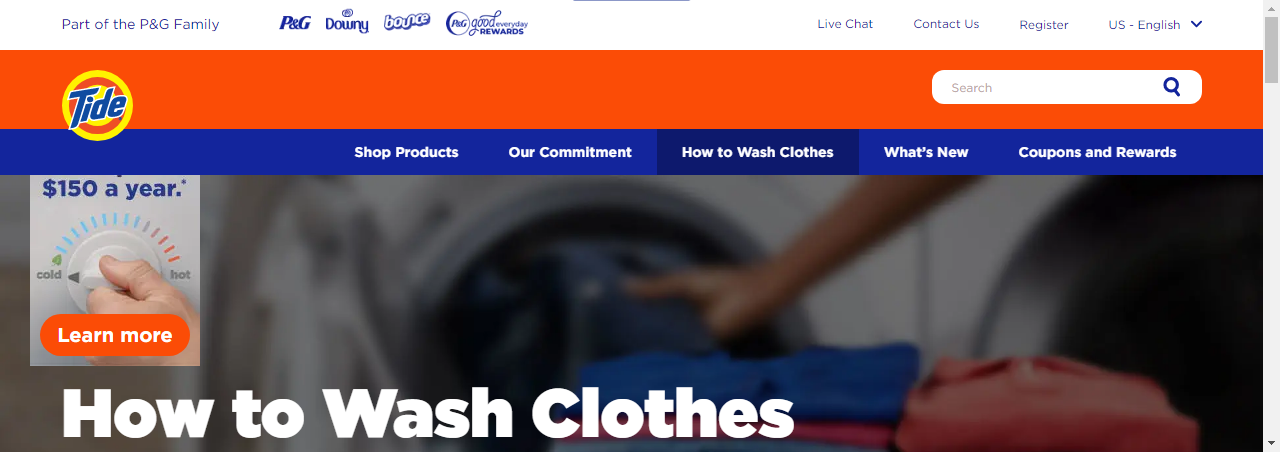 Part of the P&G Family
P&G
Downy
bounce
P&G good everyday REWARDS
Live Chat
Contact Us
Register
US - English
Tide
Search
Shop Products
Our Commitment
How to Wash Clothes
What's New
Coupons and Rewards
$150 a year.*
cold
hot
Learn more
How to Wash Clothes